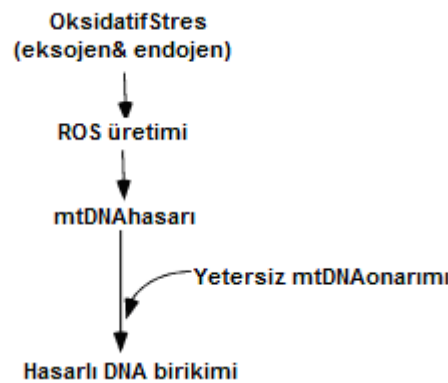 OksidatifStres
(eksojen& endojen)
ROS üretimi
mtDNAhasarı
Yetersiz mtDNAonarımı
Hasarlı DNA birikimi